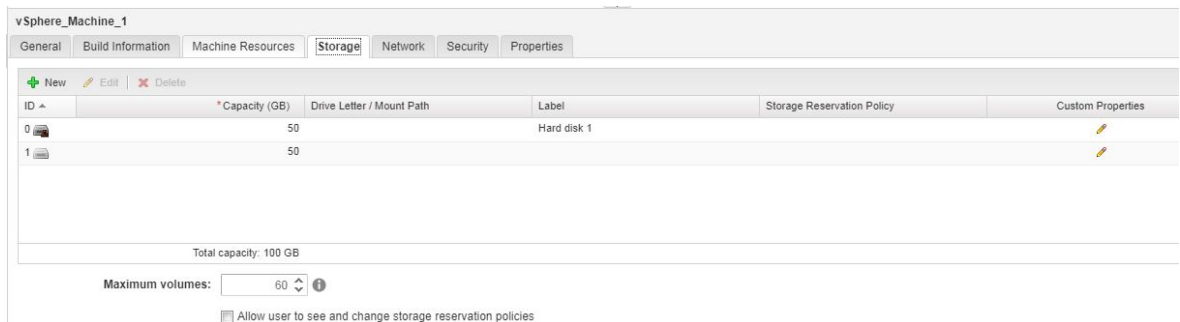 vSphere_Machine_1
General Build Information Machine Resources Storage Network Security Properties
New Edit Delete
ID *Capacity (GB) Drive Letter / Mount Path Label Storage Reservation Policy Custom Properties
0 50 Hard disk 1
1 50
Total capacity: 100 GB
Maximum volumes: 60
Allow user to see and change storage reservation policies